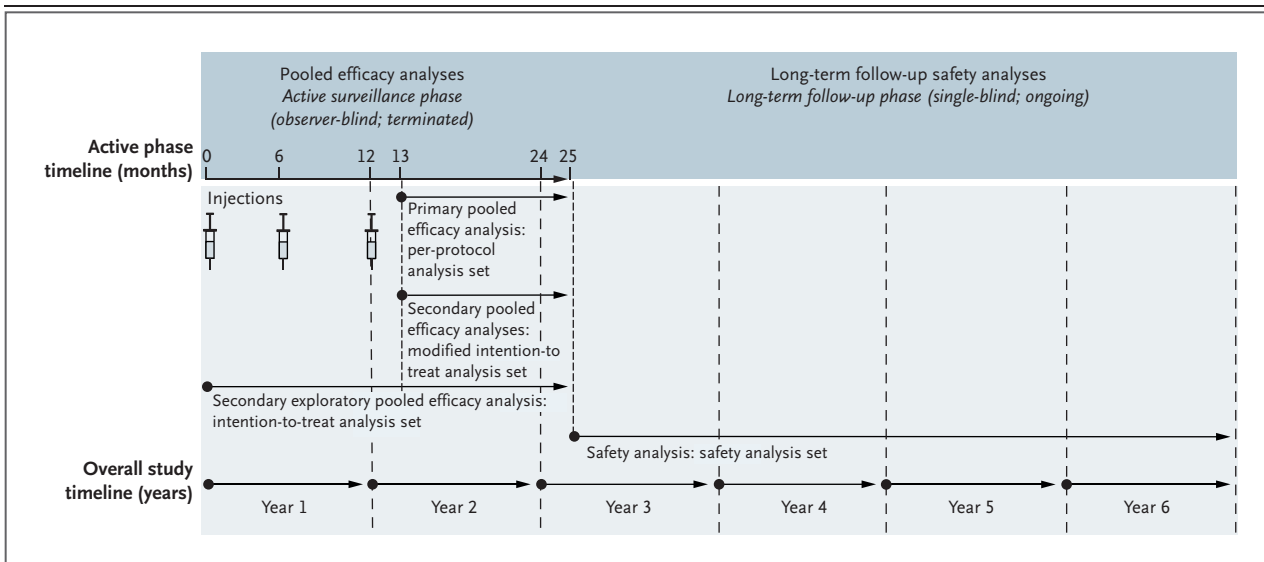 Pooled efficacy analyses
Active surveillance phase
(observer-blind; terminated)
Long-term follow-up safety analyses
Long-term follow-up phase (single-blind; ongoing)
Active phase
timeline (months)
0 6 12 13 24 25
Injections
Primary pooled
efficacy analysis:
per-protocol
analysis set
Secondary pooled
efficacy analyses:
modified intention-to
treat analysis set
Secondary exploratory pooled efficacy analysis:
intention-to-treat analysis set
Safety analysis: safety analysis set
Overall study
timeline (years)
Year 1 Year 2 Year 3 Year 4 Year 5 Year 6